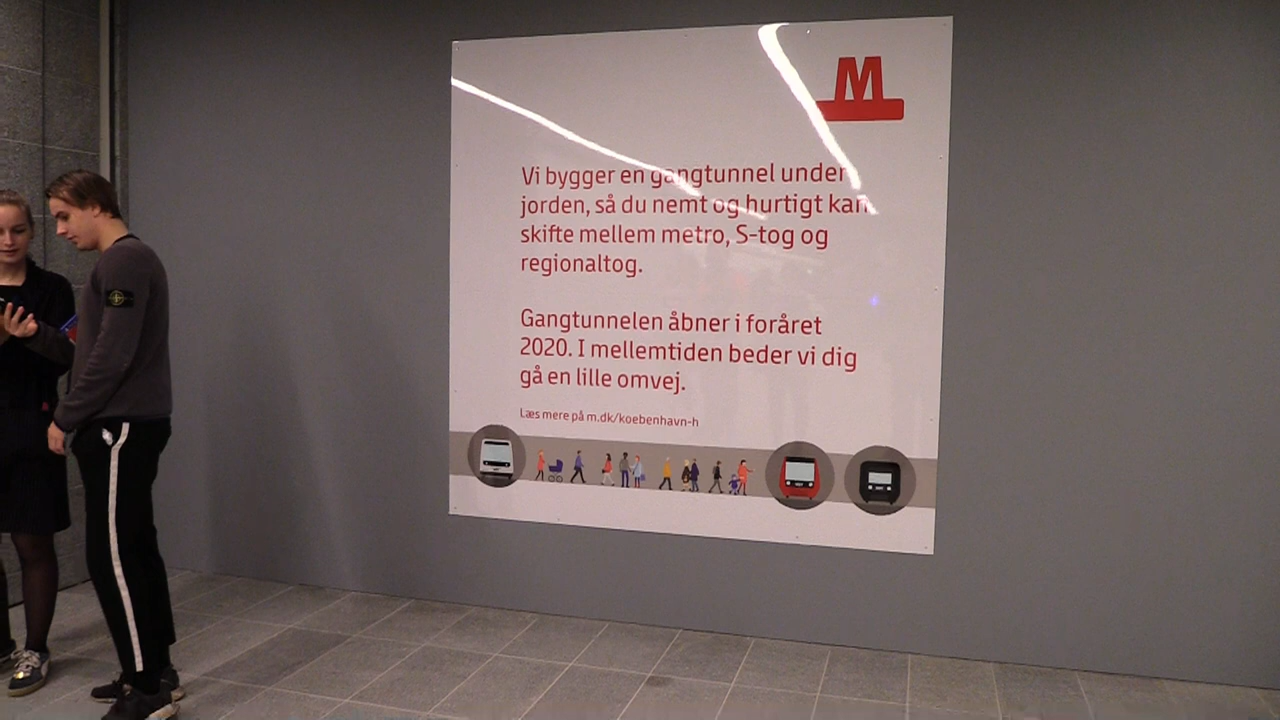 M
Vi bygger en gangtunnel under
jorden, så du nemt og hurtigt kan
skifte mellem metro, S-tog og
regionaltog.
Gangtunnelen åbner i foråret
2020. I mellemtiden beder vi dig
gå en lille omvej.
Læs mere på m.dk/koebenhavn-h